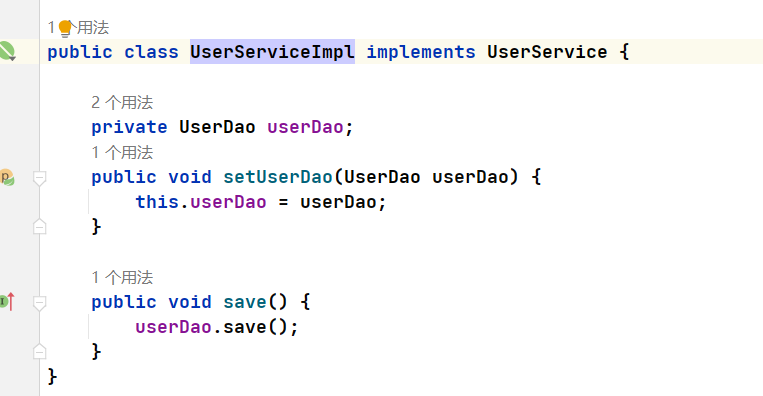 1个用法
public class UserServiceImpl implements UserService {
2 个用法
private UserDao userDao;
1 个用法
public void setUserDao(UserDao userDao) {
this.userDao = userDao;
}
1 个用法
public void save() {
userDao.save();
}
}